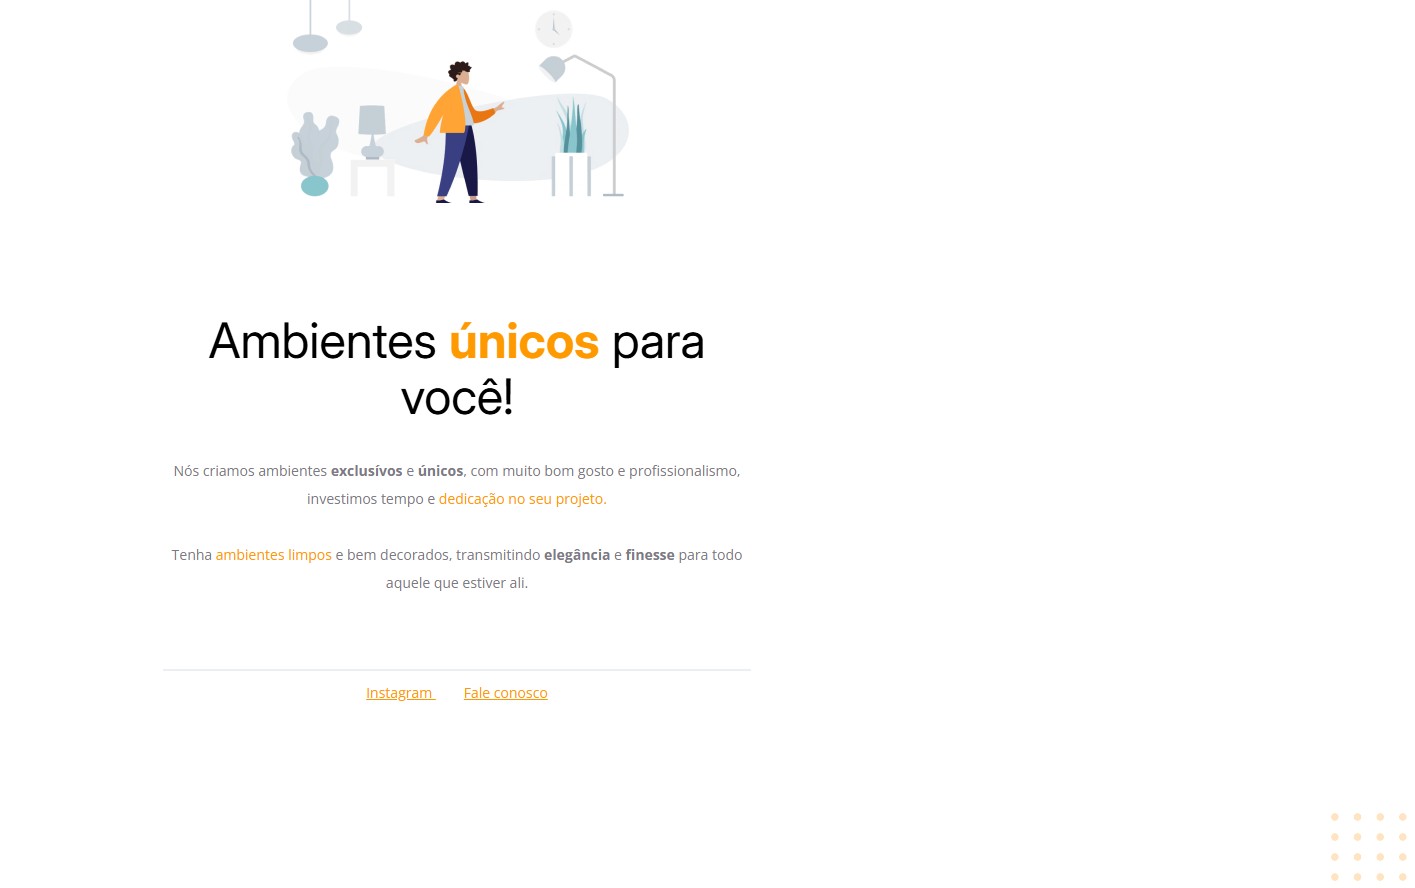 Ambientes únicos para
você!
Nós criamos ambientes exclusívos e únicos, com muito bom gosto e profissionalismo,
investimos tempo e dedicação no seu projeto.
Tenha ambientes limpos e bem decorados, transmitindo elegância e finesse para todo
aquele que estiver ali.
Instagram Fale conosco